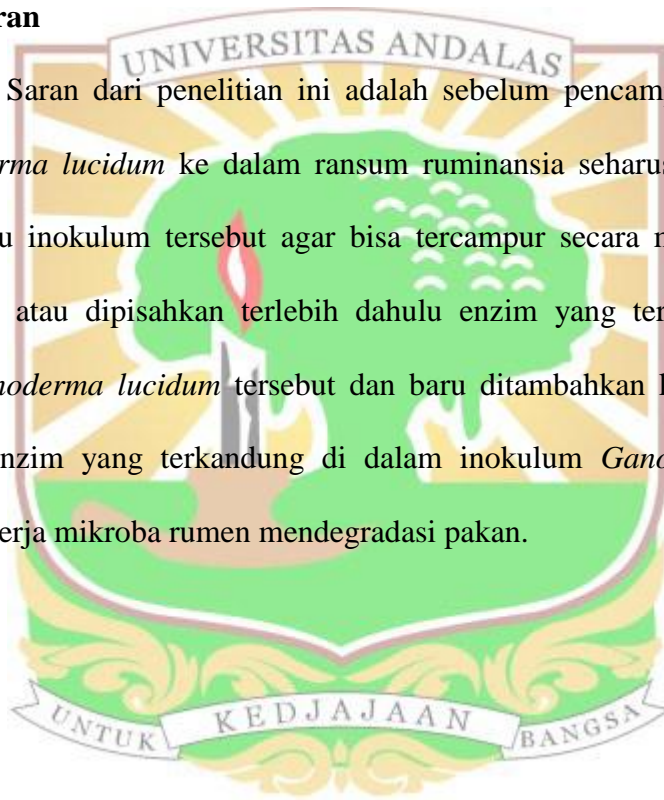 ran
UNIVERSITAS ANDALAS
Saran dari penelitian ini adalah sebelum pencam
rma lucidum ke dalam ransum ruminansia seharus
u inokulum tersebut agar bisa tercampur secara m
atau dipisahkan terlebih dahulu enzim yang ter
noderma lucidum tersebut dan baru ditambahkan
enzim yang terkandung di dalam inokulum Gano
erja mikroba rumen mendegradasi pakan.
UNTUK KEDJAJAAN BANGSA